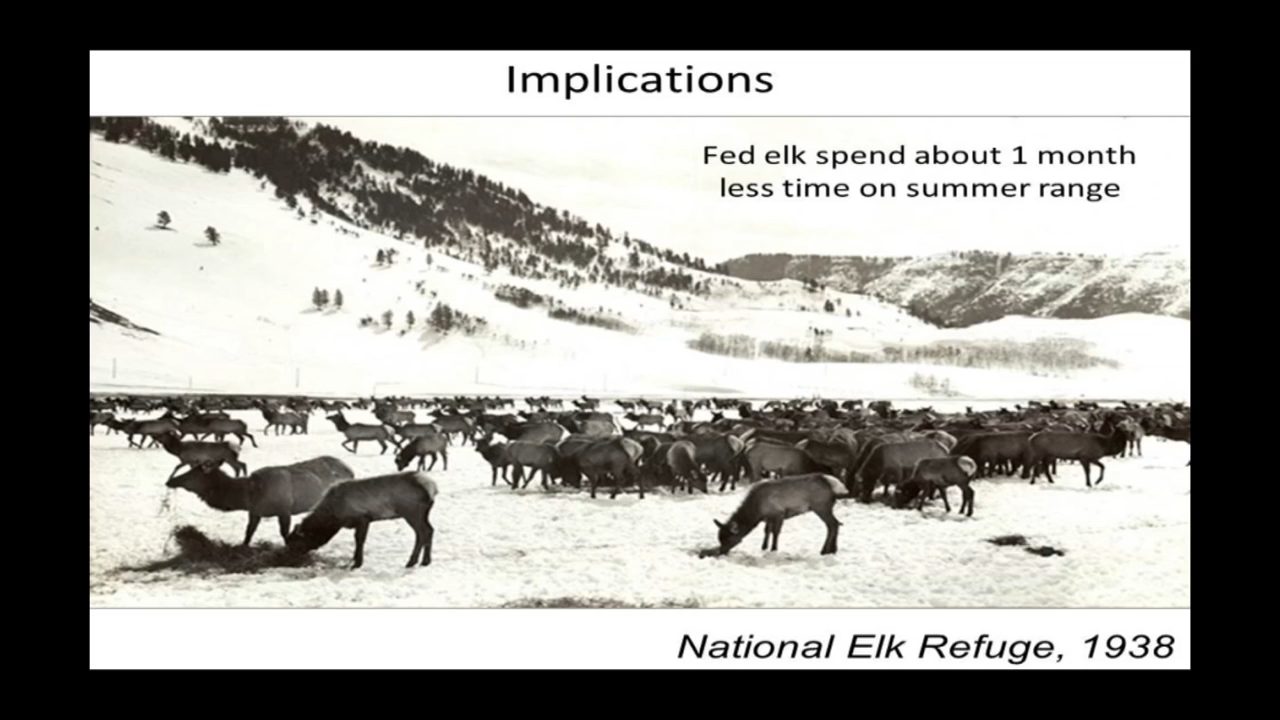 Implications
Fed elk spend about 1 month
less time on summer range
National Elk Refuge, 1938